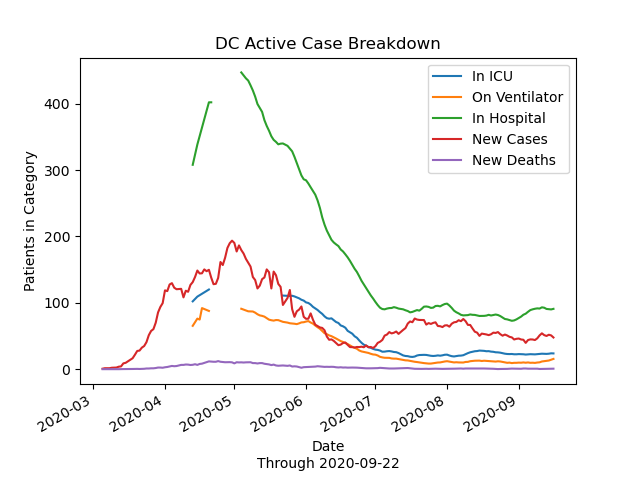 DC Active Case Breakdown
In ICU
On Ventilator
In Hospital
New Cases
New Deaths
Patients in Category
400
300
200
100
0
2020-03
2020-04
2020-05
2020-06
2020-07
2020-08
2020-09
Date
Through 2020-09-22